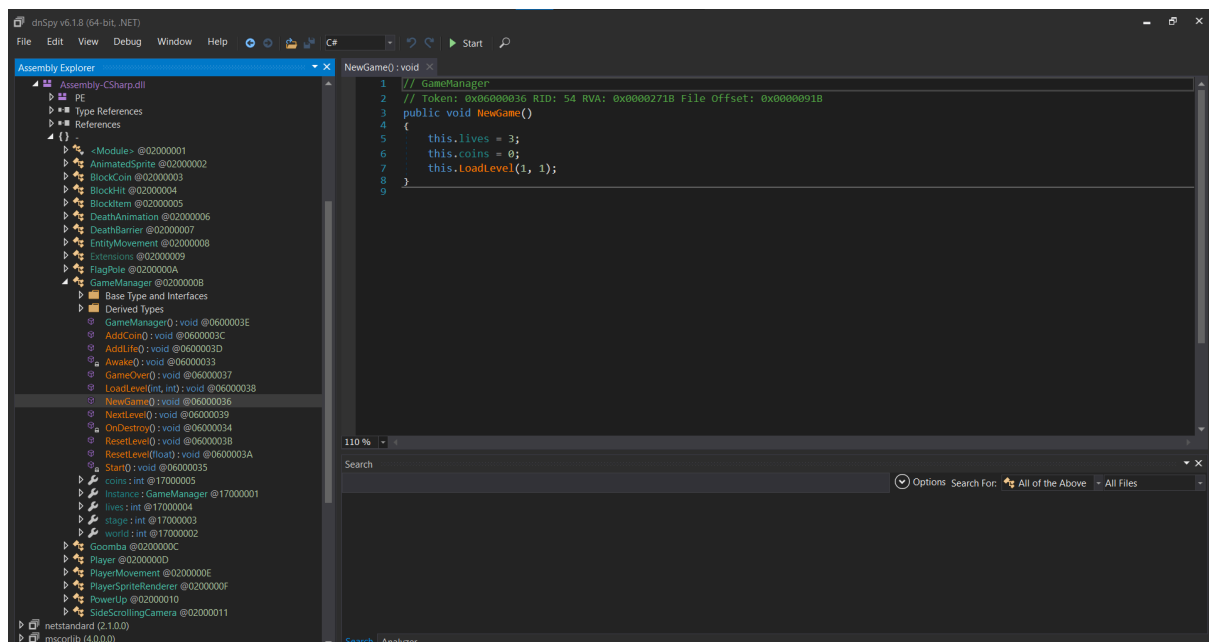 dnSpy v6.1.8 (64-bit, .NET)
File Edit View Debug Window Help C# Start
Assembly Explorer
Assembly-CSharp.dll
PE
Type References
References
{} -
<Module> @02000001
AnimatedSprite @02000002
BlockCoin @02000003
BlockHit @02000004
BlockItem @02000005
DeathAnimation @02000006
DeathBarrier @02000007
EntityMovement @02000008
Extensions @02000009
FlagPole @0200000A
GameManager @0200000B
Base Type and Interfaces
Derived Types
GameManager() : void @0600003E
AddCoin() : void @0600003C
AddLife() : void @0600003D
Awake() : void @06000033
GameOver() : void @06000037
LoadLevel(int, int) : void @06000038
NewGame() : void @06000036
NextLevel() : void @06000039
OnDestroy() : void @06000034
ResetLevel() : void @0600003B
ResetLevel(float) : void @0600003A
Start() : void @06000035
coins : int @17000005
Instance : GameManager @17000001
lives : int @17000004
stage : int @17000003
world : int @17000002
Goomba @0200000C
Player @0200000D
PlayerMovement @0200000E
PlayerSpriteRenderer @0200000F
PowerUp @02000010
SideScrollingCamera @02000011
netstandard (2.1.0.0)
mscorlib (4.0.0.0)
NewGame() : void
1 // GameManager
2 // Token: 0x06000036 RID: 54 RVA: 0x0000271B File Offset: 0x0000091B
3 public void NewGame()
4 {
5 this.lives = 3;
6 this.coins = 0;
7 this.LoadLevel(1, 1);
8 }
9
110 %
Search
Options Search For: All of the Above All Files
Search Analyzer